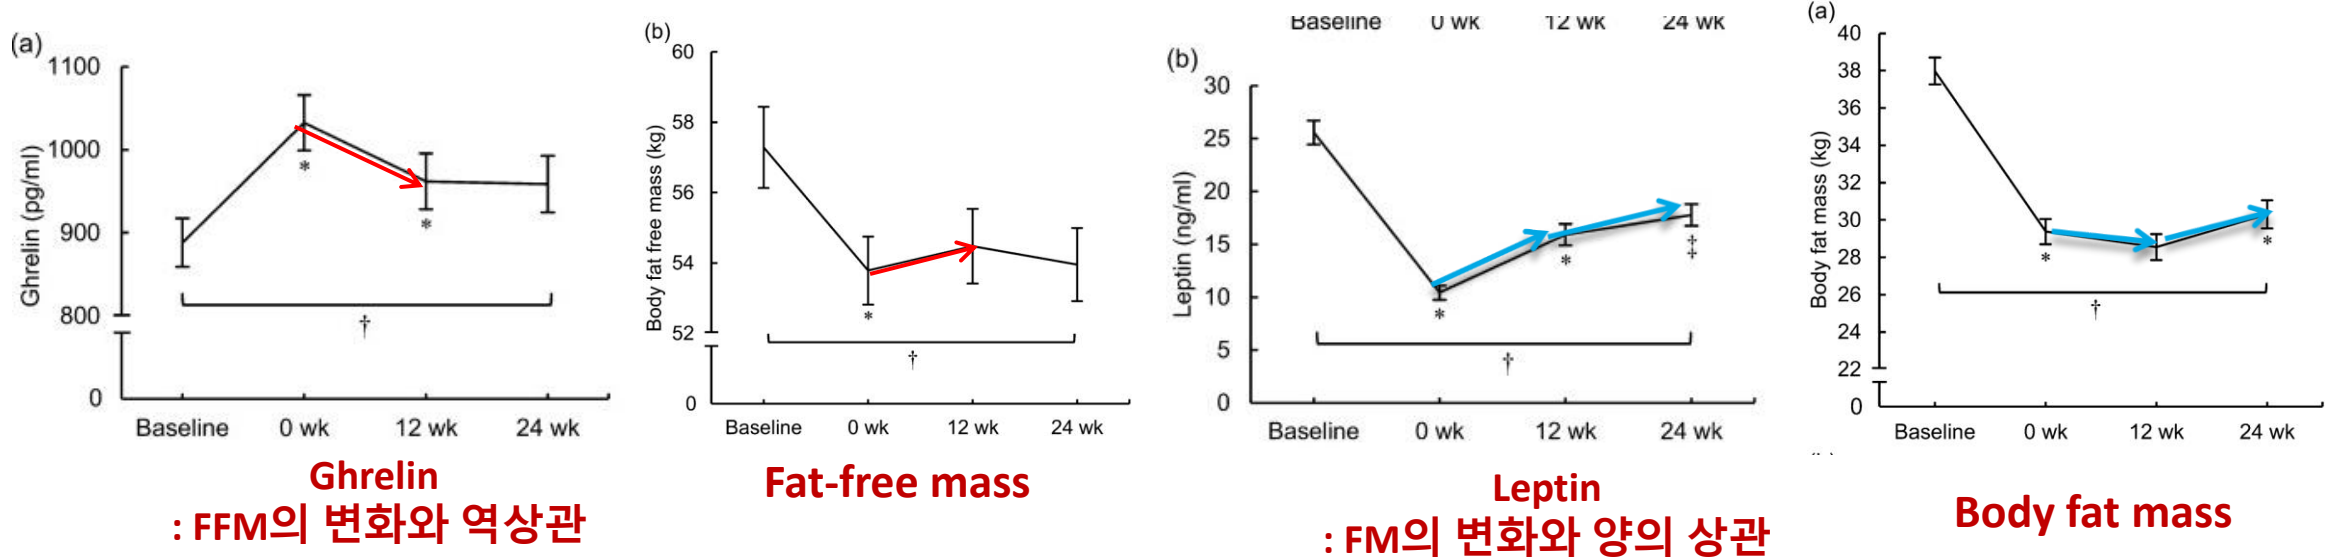 (a)
1100
1000
900
800
0
Ghrelin (pg/ml)
*
*
†
Baseline 0 wk 12 wk 24 wk
Ghrelin
: FFM의 변화와 역상관
(b)
60
58
56
54
52
0
Body fat free mass (kg)
*
†
Baseline 0 wk 12 wk 24 wk
Fat-free mass
Baseline 0 wk 12 wk 24 wk
(b)
30
25
20
15
10
5
0
Leptin (ng/ml)
*
*
‡
†
Baseline 0 wk 12 wk 24 wk
Leptin
: FM의 변화와 양의 상관
(a)
40
38
36
34
32
30
28
26
24
22
0
Body fat mass (kg)
*
*
†
Baseline 0 wk 12 wk 24 wk
Body fat mass